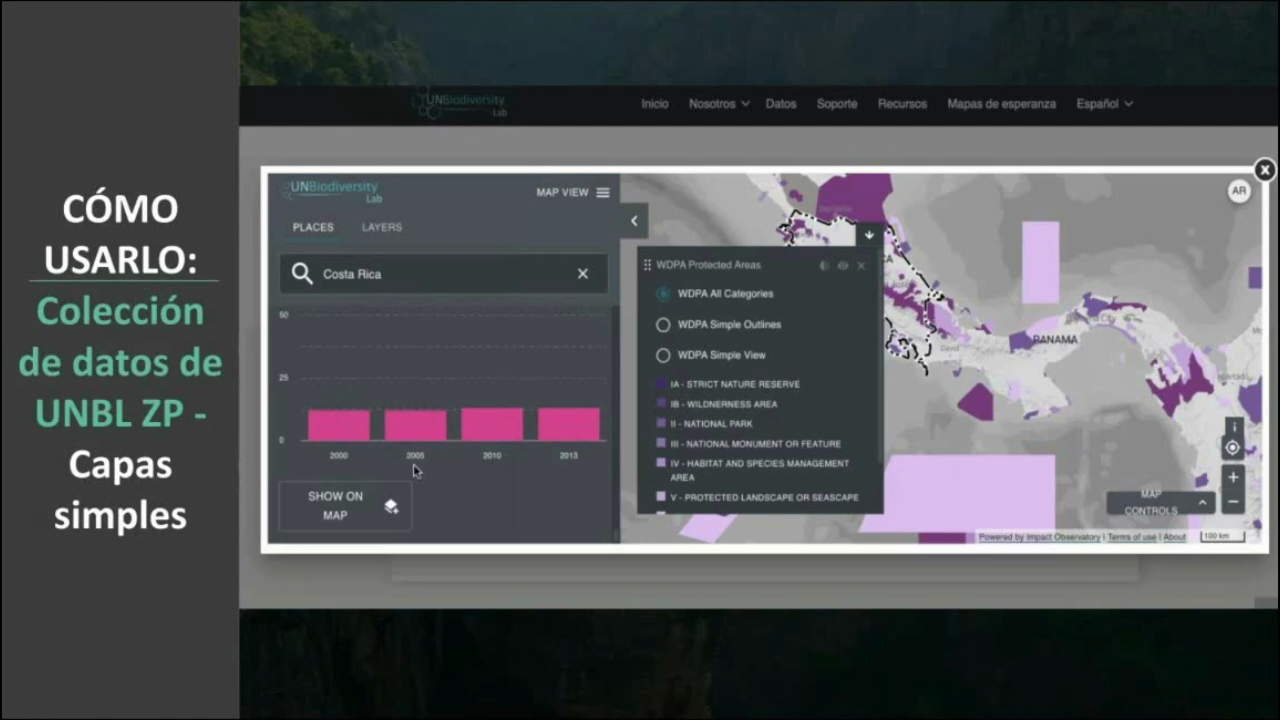 CÓMO
USARLO:
Colección
de datos de
UNBL ZP -
Capas
simples
UNBiodiversity
Lab
Inicio
Nosotros
Datos
Soporte
Recursos
Mapas de esperanza
Español
UNBiodiversity
Lab
MAP VIEW
PLACES
LAYERS
Costa Rica
50
25
0
2000
2005
2010
2013
SHOW ON
MAP
WDPA Protected Areas
WDPA All Categories
WDPA Simple Outlines
WDPA Simple View
IA - STRICT NATURE RESERVE
IB - WILDNERNESS AREA
II - NATIONAL PARK
III - NATIONAL MONUMENT OR FEATURE
IV - HABITAT AND SPECIES MANAGEMENT
AREA
V - PROTECTED LANDSCAPE OR SEASCAPE
AR
PANAMA
David
MAP
CONTROLS
Powered by Impact Observatory | Terms of use | About
100 km